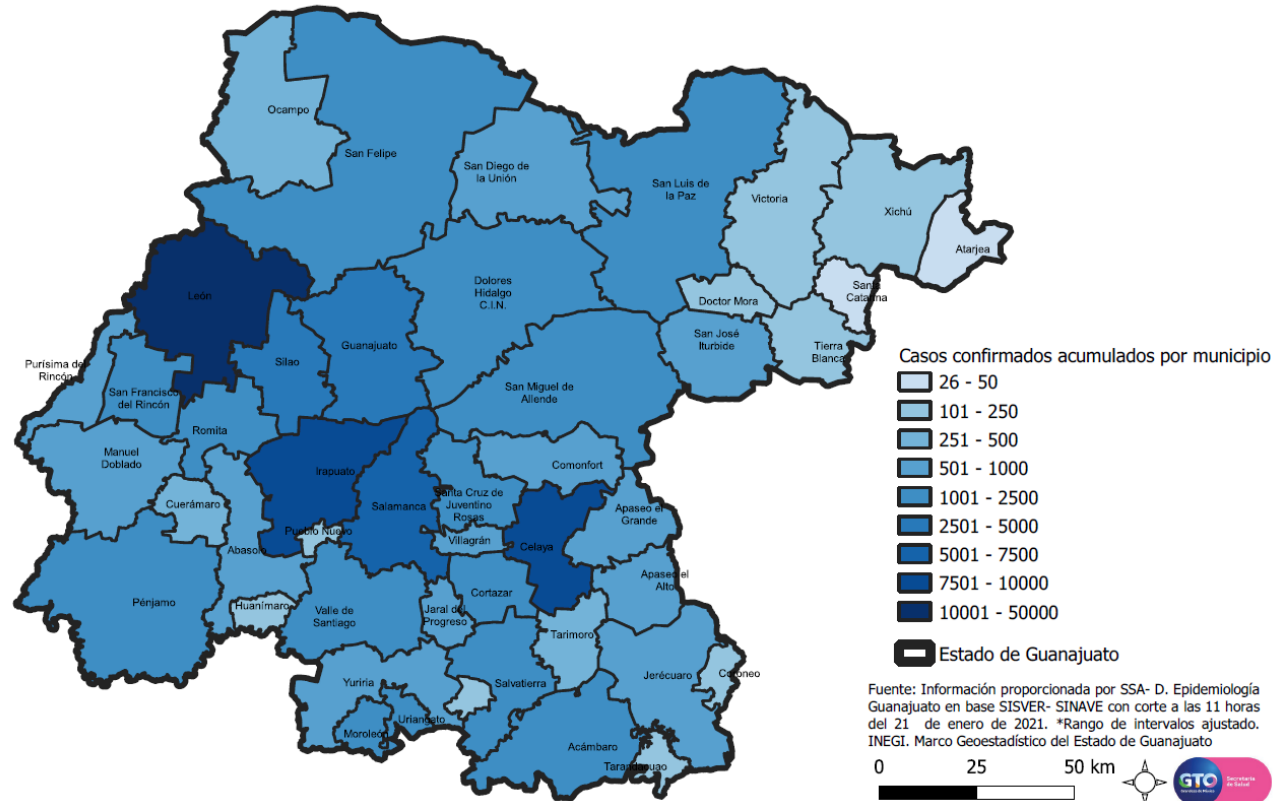 Ocampo
San Felipe
San Diego de
la Unión
San Luis de
la Paz
Victoria
Xichú
Atarjea
León
Dolores
Hidalgo
C.I.N.
Doctor Mora
Santa
Catarina
Silao
Guanajuato
San José
Iturbide
Tierra
Blanca
Purísima del
Rincón
San Francisco
del Rincón
San Miguel de
Allende
Romita
Manuel
Doblado
Irapuato
Comonfort
Cuerámaro
Salamanca
Santa Cruz de
Juventino
Rosas
Apaseo el
Grande
Pueblo Nuevo
Villagrán
Celaya
Abasolo
Apaseo el
Alto
Pénjamo
Huanímaro
Valle de
Santiago
Cortazar
Jaral del
Progreso
Tarimoro
Yuriria
Salvatierra
Jerécuaro
Coroneo
Uriangato
Moroleón
Acámbaro
Tarandacuao
Casos confirmados acumulados por municipio
26 - 50
101 - 250
251 - 500
501 - 1000
1001 - 2500
2501 - 5000
5001 - 7500
7501 - 10000
10001 - 50000
Estado de Guanajuato
Fuente: Información proporcionada por SSA- D. Epidemiología
Guanajuato en base SISVER- SINAVE con corte a las 11 horas
del 21 de enero de 2021. *Rango de intervalos ajustado.
INEGI. Marco Geoestadístico del Estado de Guanajuato
0 25 50 km
GTO
Secretaría
de Salud